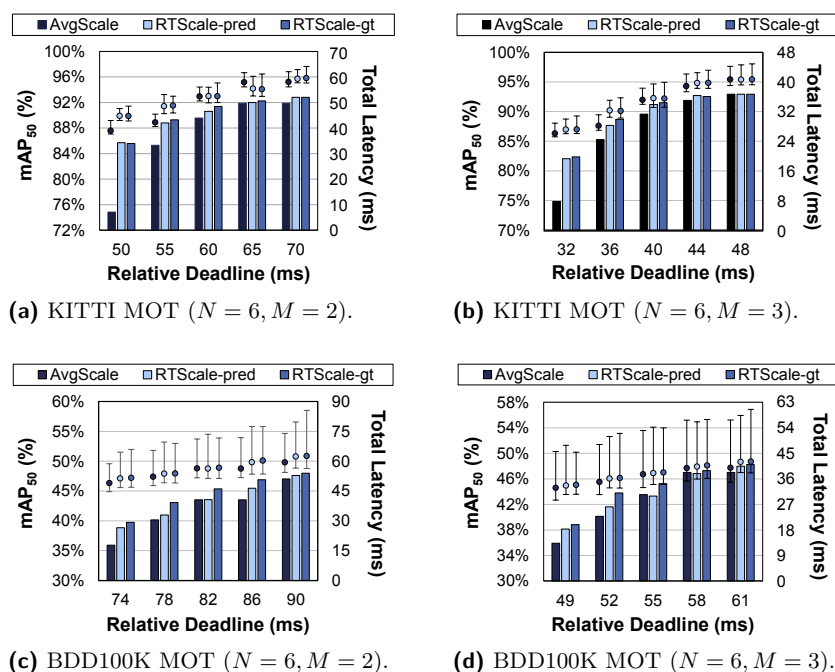 AvgScale RTScale-pred RTScale-gt
100%
96%
92%
88%
84%
80%
76%
72%
mAP50 (%)
70
60
50
40
30
20
10
0
Total Latency (ms)
50 55 60 65 70
Relative Deadline (ms)
(a) KITTI MOT (N = 6, M = 2).
AvgScale RTScale-pred RTScale-gt
100%
95%
90%
85%
80%
75%
70%
mAP50 (%)
48
40
32
24
16
8
0
Total Latency (ms)
32 36 40 44 48
Relative Deadline (ms)
(b) KITTI MOT (N = 6, M = 3).
AvgScale RTScale-pred RTScale-gt
60%
55%
50%
45%
40%
35%
30%
mAP50 (%)
90
75
60
45
30
15
0
Total Latency (ms)
74 78 82 86 90
Relative Deadline (ms)
(c) BDD100K MOT (N = 6, M = 2).
AvgScale RTScale-pred RTScale-gt
58%
54%
50%
46%
42%
38%
34%
30%
mAP50 (%)
63
54
45
36
27
18
9
0
Total Latency (ms)
49 52 55 58 61
Relative Deadline (ms)
(d) BDD100K MOT (N = 6, M = 3).